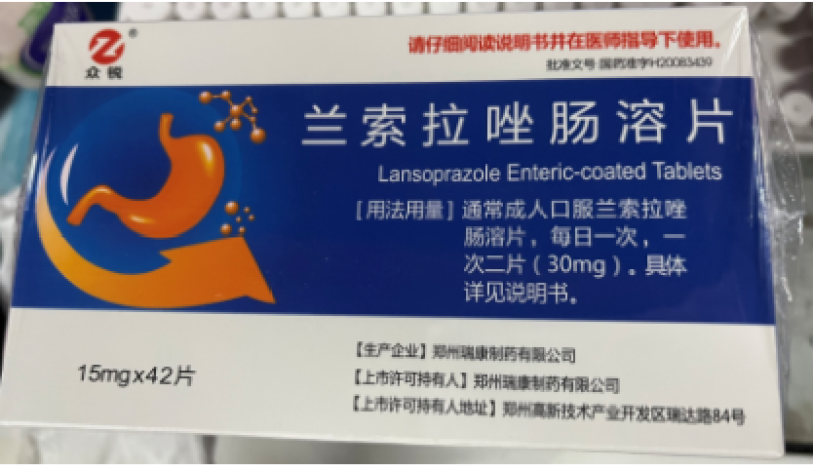 众锐
®
请仔细阅读说明书并在医师指导下使用。
批准文号:国药准字H20083439
兰索拉唑肠溶片
Lansoprazole Enteric-coated Tablets
[用法用量]通常成人口服兰索拉唑
肠溶片，每日一次，一
次二片（30mg）。具体
详见说明书。
15mgx42片
【生产企业】郑州瑞康制药有限公司
【上市许可持有人】郑州瑞康制药有限公司
【上市许可持有人地址】郑州高新技术产业开发区瑞达路84号